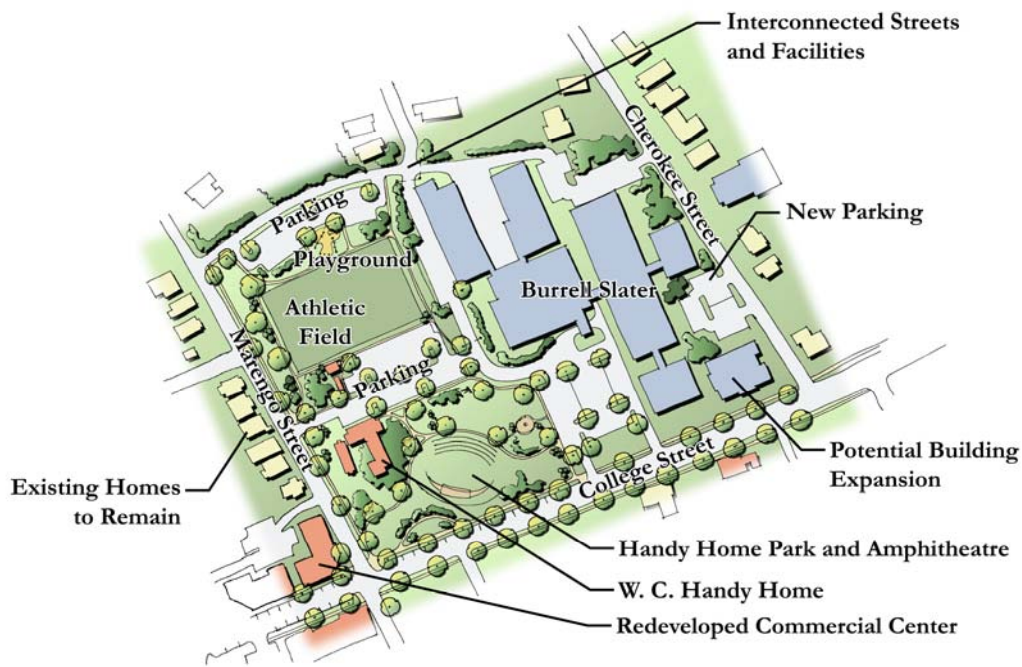 Interconnected Streets
and Facilities
Cherokee Street
New Parking
Parking
Playground
Burrell Slater
Athletic
Field
Marengo Street
Parking
College Street
Potential Building
Expansion
Existing Homes
to Remain
Handy Home Park and Amphitheatre
W. C. Handy Home
Redeveloped Commercial Center